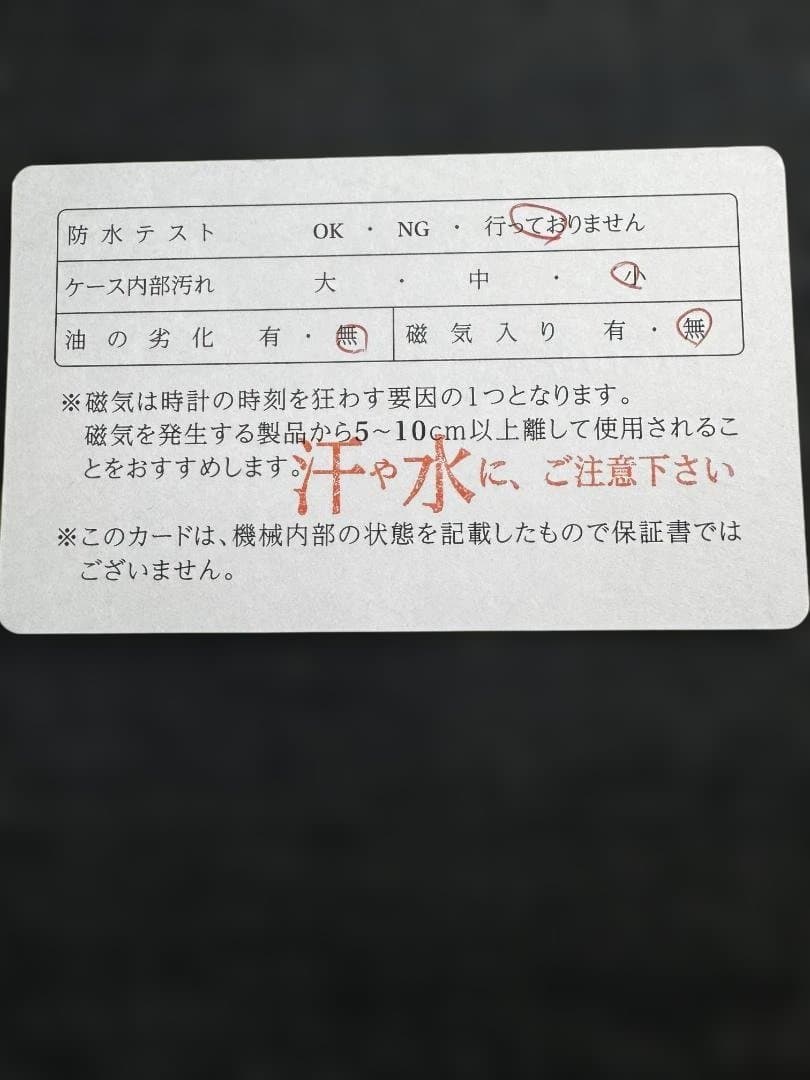 防水テスト OK ・ NG ・ 行っておりません
ケース内部汚れ 大 ・ 中 ・ 小
油の劣化 有 ・ 無 磁気入り 有 ・ 無
※磁気は時計の時刻を狂わす要因の1つとなります。
磁気を発生する製品から5~10cm以上離して使用されるこ
とをおすすめします。
汗や水に、ご注意下さい
※このカードは、機械内部の状態を記載したもので保証書では
ございません。